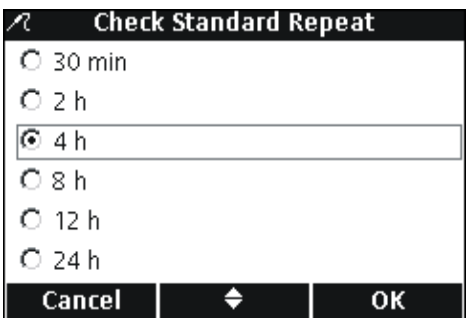 Check Standard Repeat
30 min
2 h
4 h
8 h
12 h
24 h
Cancel OK